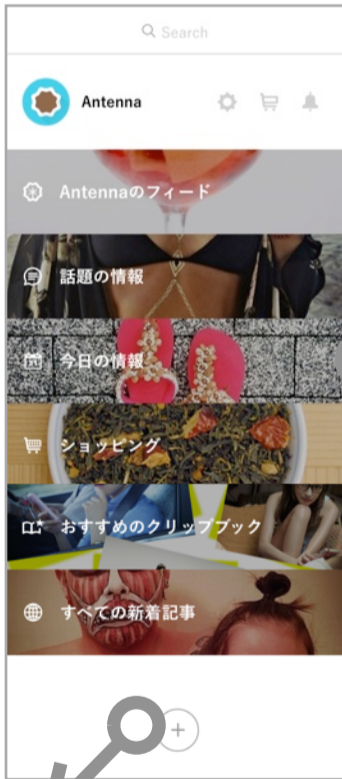 Search
Antenna
Antennaのフィード
話題の情報
今日の情報
ショッピング
おすすめのクリップブック
すべての新着記事